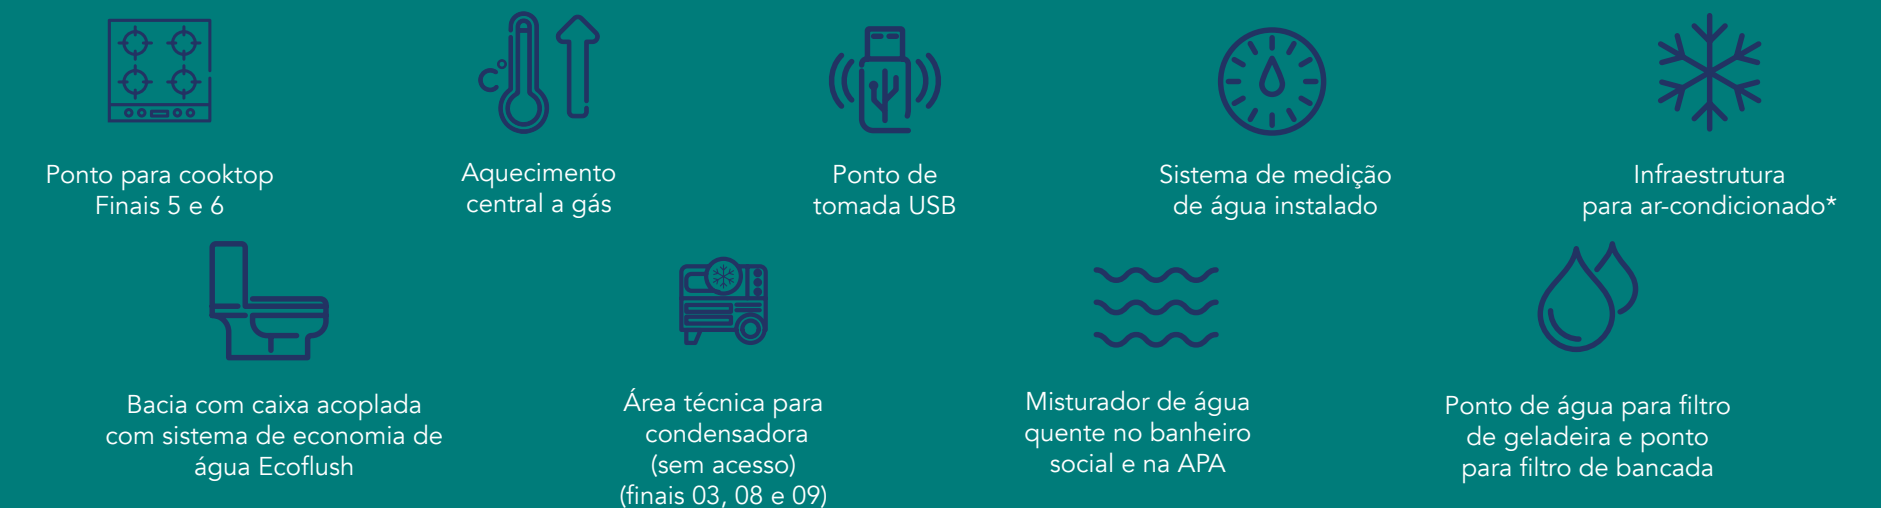 Ponto para cooktop
Finais 5 e 6
Aquecimento
central a gás
Ponto de
tomada USB
Sistema de medição
de água instalado
Infraestrutura
para ar-condicionado*
Bacia com caixa acoplada
com sistema de economia de
água Ecoflush
Área técnica para
condensadora
(sem acesso)
(finais 03, 08 e 09)
Misturador de água
quente no banheiro
social e na APA
Ponto de água para filtro
de geladeira e ponto
para filtro de bancada